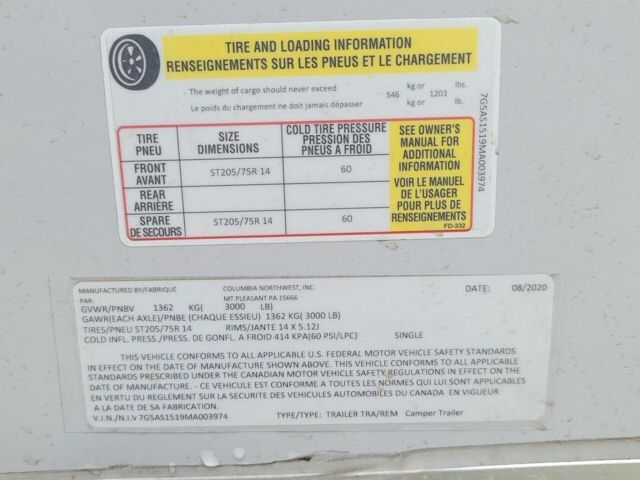 TIRE AND LOADING INFORMATION
RENSEIGNEMENTS SUR LES PNEUS ET LE CHARGEMENT
The weight of cargo should never exceed 546 kg or 1203 lbs.
Le poids du chargement ne doit jamais dépasser kg or lb.
TIRE PNEU
SIZE DIMENSIONS
COLD TIRE PRESSURE PRESSION DES PNEUS A FROID
FRONT AVANT ST205/75R 14 60
REAR ARRIÈRE
SPARE DE SECOURS ST205/75R 14 60
SEE OWNER'S
MANUAL FOR
ADDITIONAL
INFORMATION
VOIR LE MANUEL
DE L'USAGER
POUR PLUS DE
RENSEIGNEMENTS
FD-332
7G5AS1519MA003974
MANUFACTURED BY/FABRIQUE PAR: COLUMBIA NORTHWEST, INC. DATE: 08/2020
MT PLEASANT PA 15666
GVWR/PNBV 1362 KG( 3000 LB)
GAWR(EACH AXLE)/PNBE (CHAQUE ESSIEU) 1362 KG( 3000 LB)
TIRES/PNEU ST205/75R 14 RIMS/JANTE 14 X 5.12J
COLD INFL. PRESS./PRESS. DE GONFL. A FROID 414 KPA(60 PSI/LPC) SINGLE
THIS VEHICLE CONFORMS TO ALL APPLICABLE U.S. FEDERAL MOTOR VEHICLE SAFETY STANDARDS
IN EFFECT ON THE DATE OF MANUFACTURE SHOWN ABOVE. THIS VEHICLE CONFORMS TO ALL APPLICABLE
STANDARDS PRESCRIBED UNDER THE CANADIAN MOTOR VEHICLE SAFETY REGULATIONS IN EFFECT ON THE
DATE OF MANUFACTURE. - CE VEHICULE EST CONFORME A TOUTES LES NORMES QUI LUI SONT APPLICABLES
EN VERTU DU REGLEMENT SUR LA SECURITE DES VEHICULES AUTOMOBILES DU CANADA EN VIGUEUR
A LA DATE DE SA FABRICATION.
V.I.N./N.I.V 7G5AS1519MA003974 TYPE/TYPE: TRAILER TRA/REM Camper Trailer